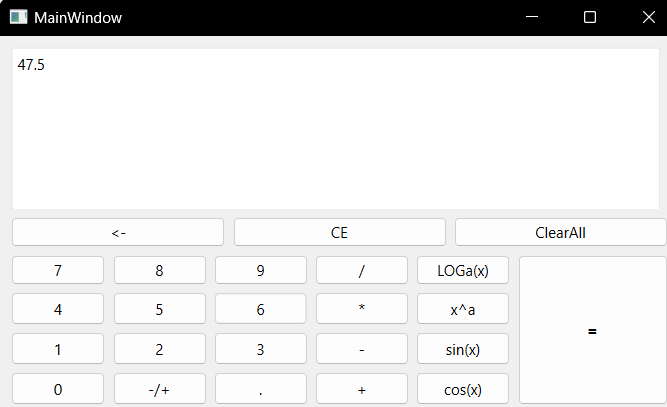 MainWindow
47.5
<- CE ClearAll
7 8 9 / LOGa(x)
4 5 6 * x^a
=
1 2 3 - sin(x)
0 -/+ . + cos(x)